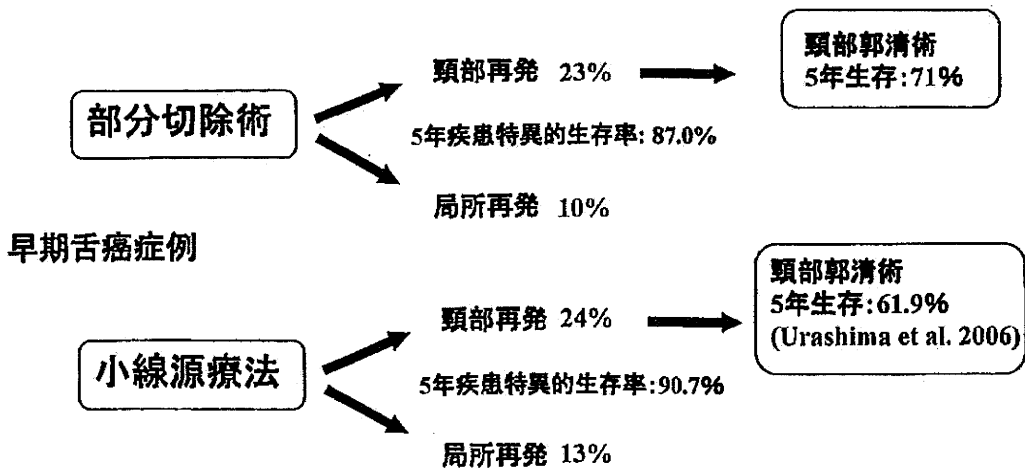 頸部再発 23%
頸部郭清術
5年生存:71%
部分切除術
5年疾患特異的生存率: 87.0%
局所再発 10%
早期舌癌症例
頸部再発 24%
頸部郭清術
5年生存:61.9%
(Urashima et al. 2006)
小線源療法
5年疾患特異的生存率:90.7%
局所再発 13%